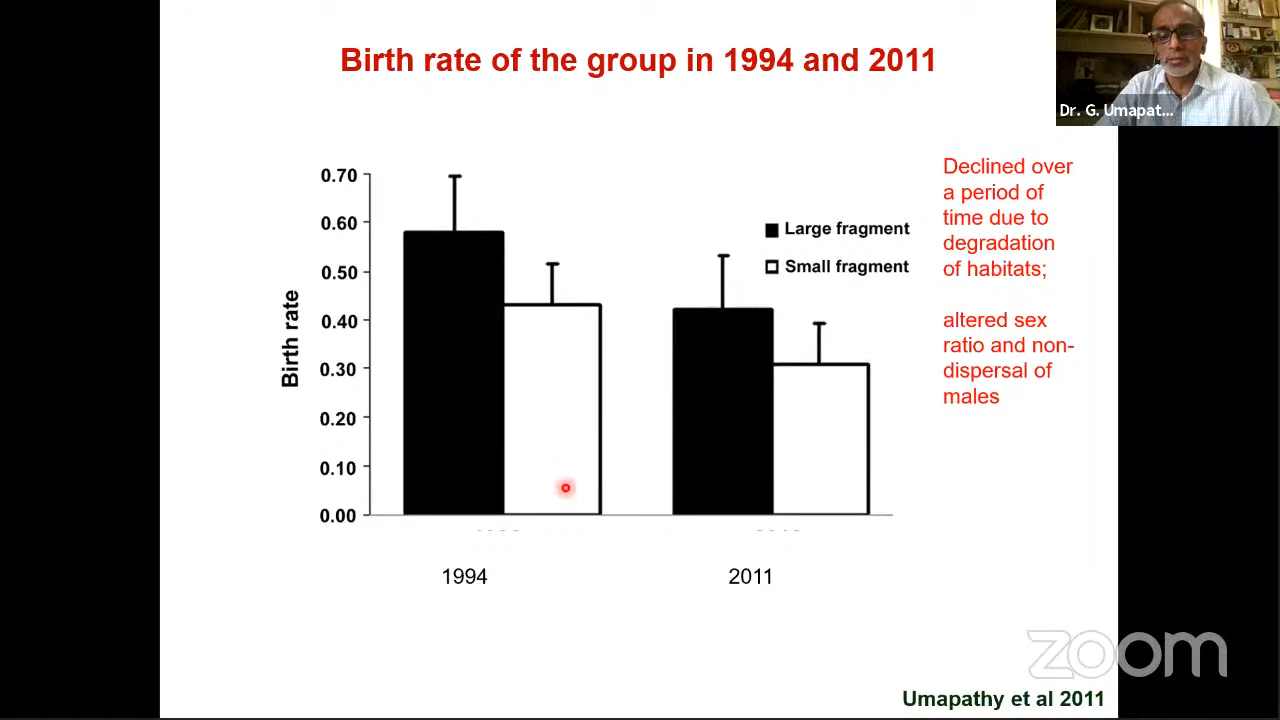 Birth rate of the group in 1994 and 2011
Dr. G. Umapat...
Declined over
a period of
time due to
degradation
of habitats;
altered sex
ratio and non-
dispersal of
males
0.70
0.60
0.50
0.40
0.30
0.20
0.10
0.00
Birth rate
Large fragment
Small fragment
1994
2011
zoom
Umapathy et al 2011